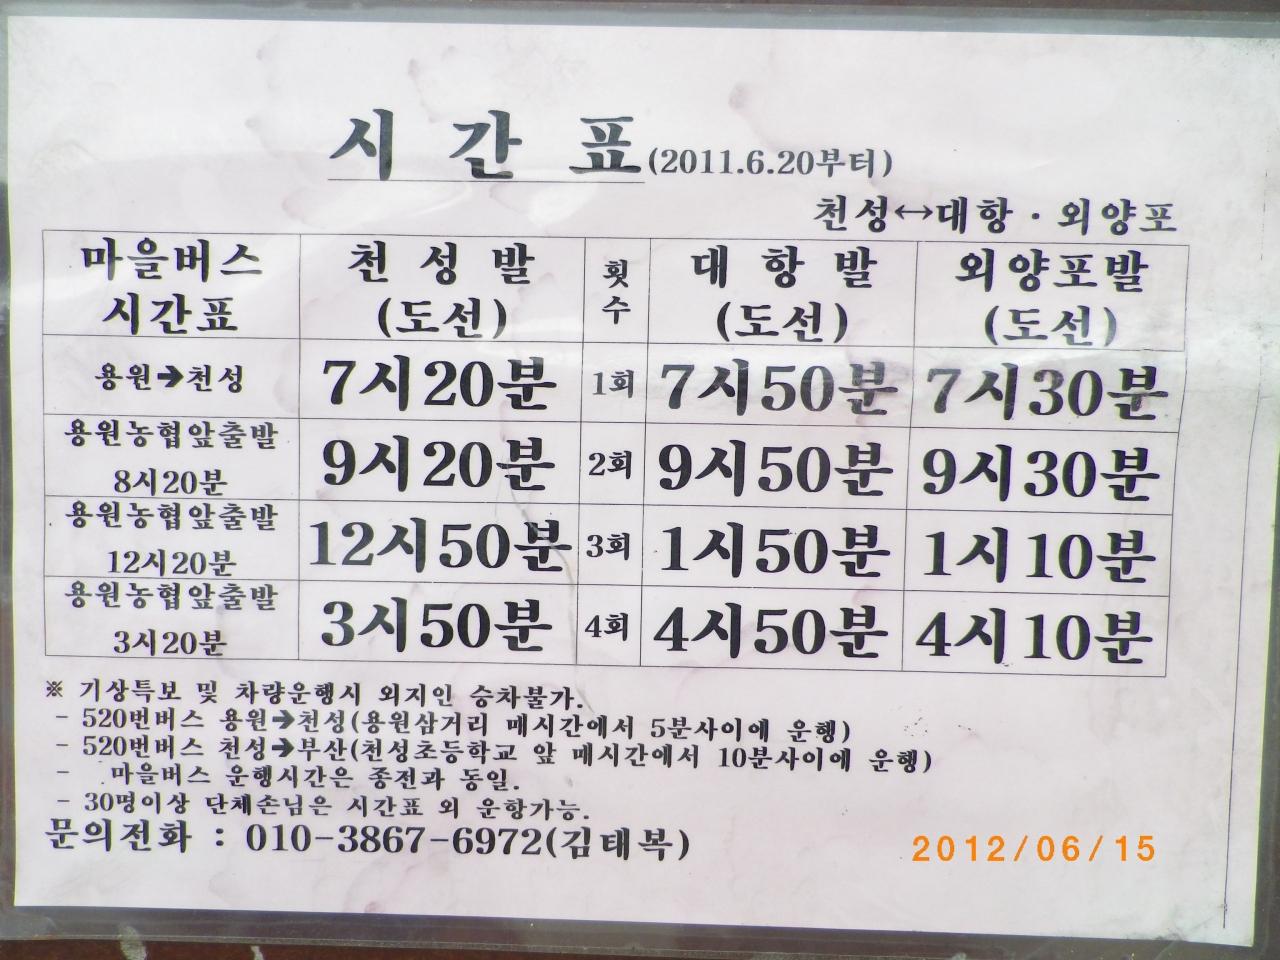 시 간 표(2011.6.20부터)
천성↔대항·외양포
마을버스 시간표 천 성 발 (도선) 횟수 대 항 발 (도선) 외양포발 (도선)
용원➔천성 7시20분 1회 7시50분 7시30분
용원농협앞출발 8시20분 9시20분 2회 9시50분 9시30분
용원농협앞출발 12시20분 12시50분 3회 1시50분 1시10분
용원농협앞출발 3시20분 3시50분 4회 4시50분 4시10분
※ 기상특보 및 차량운행시 외지인 승차불가.
- 520번버스 용원➔천성(용원삼거리 매시간에서 5분사이에 운행)
- 520번버스 천성➔부산(천성초등학교 앞 매시간에서 10분사이에 운행)
- 마을버스 운행시간은 종전과 동일.
- 30명이상 단체손님은 시간표 외 운항가능.
문의전화 : 010-3867-6972(김태복)
2012/06/15